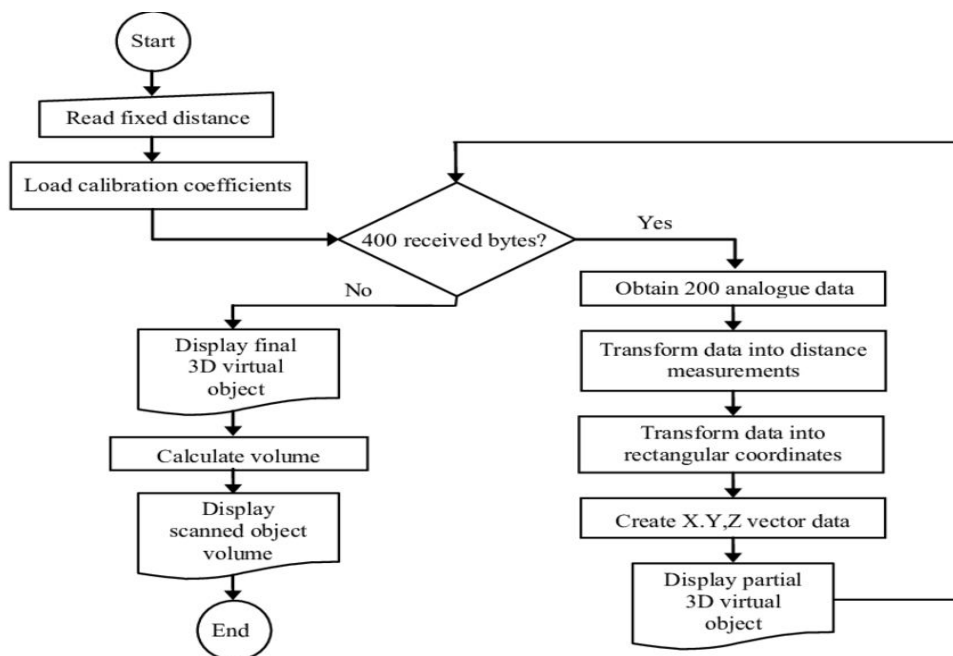 Start
Read fixed distance
Load calibration coefficients
400 received bytes?
Yes
No
Obtain 200 analogue data
Transform data into distance
measurements
Transform data into
rectangular coordinates
Create X.Y,Z vector data
Display partial
3D virtual
object
Display final
3D virtual
object
Calculate volume
Display
scanned object
volume
End